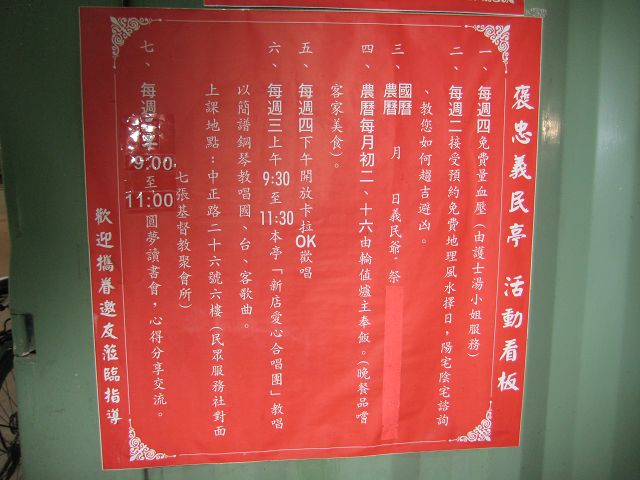 褒忠義民亭 活動看板
一、每週四免費量血壓(由護士湯小姐服務)
二、每週二接受預約免費地理風水擇日,陽宅陰宅諮詢
、教您如何趨吉避凶。
三、國曆 農曆 月 日義民爺 祭
四、農曆每月初二、十六由輪值爐主奉飯。(晚餐品嚐
客家美食)。
五、每週四下午開放卡拉OK歡唱
六、每週三上午9:30至11:30本亭「新店愛心合唱團」教唱
以簡譜鋼琴教唱國、台、客歌曲。
上課地點:中正路二十六號六樓(民眾服務社對面
七張基督教聚會所)
七、每週 9:00至11:00圓夢讀書會,心得分享交流。
歡迎攜眷邀友蒞臨指導